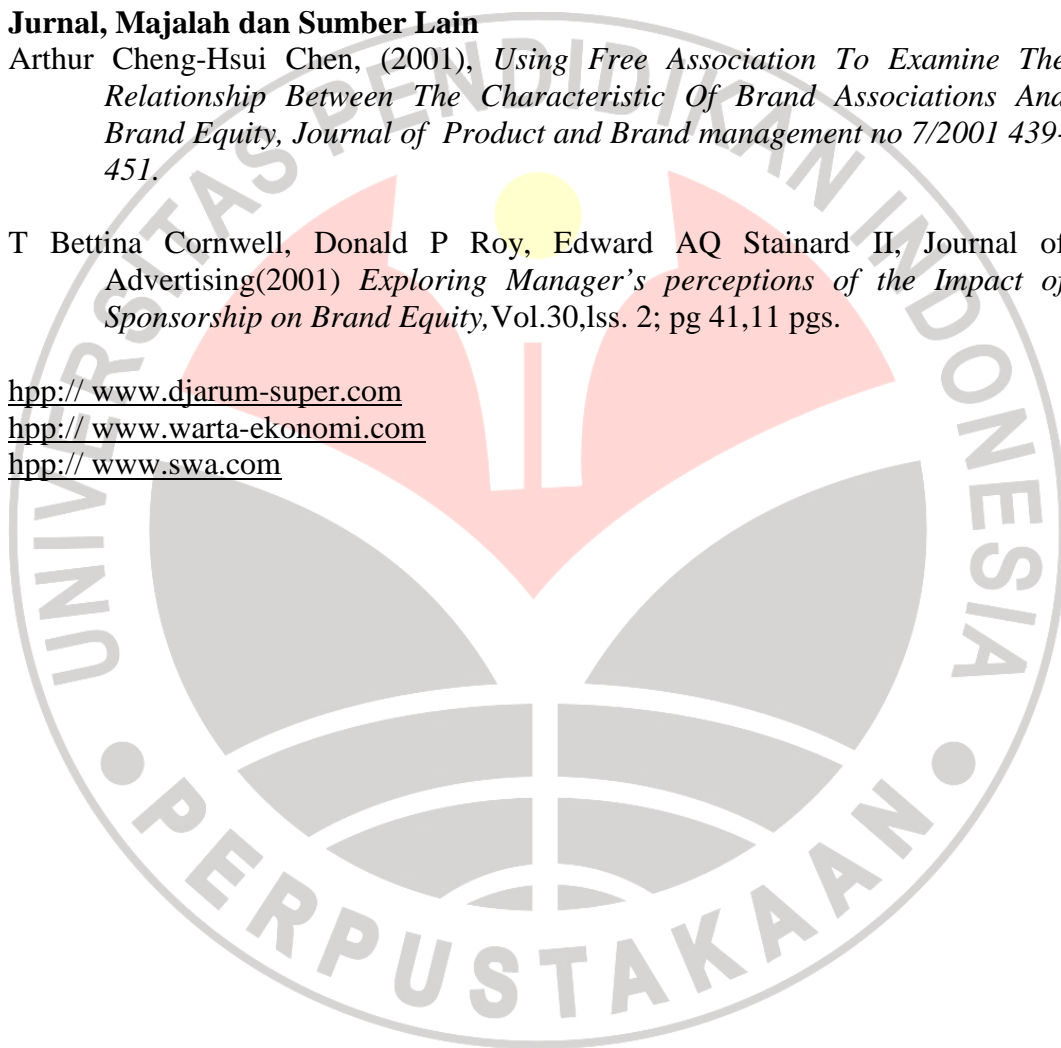 Jurnal, Majalah dan Sumber Lain
Arthur Cheng-Hsui Chen, (2001), Using Free Association To Examine The
Relationship Between The Characteristic Of Brand Associations And
Brand Equity, Journal of Product and Brand management no 7/2001 439-
451.
T Bettina Cornwell, Donald P Roy, Edward AQ Stainard II, Journal of
Advertising(2001) Exploring Manager’s perceptions of the Impact of
Sponsorship on Brand Equity,Vol.30,lss. 2; pg 41,11 pgs.
hpp:// www.djarum-super.com
hpp:// www.warta-ekonomi.com
hpp:// www.swa.com
UNIVERSITAS PENDIDIKAN INDONESIA
PERPUSTAKAAN